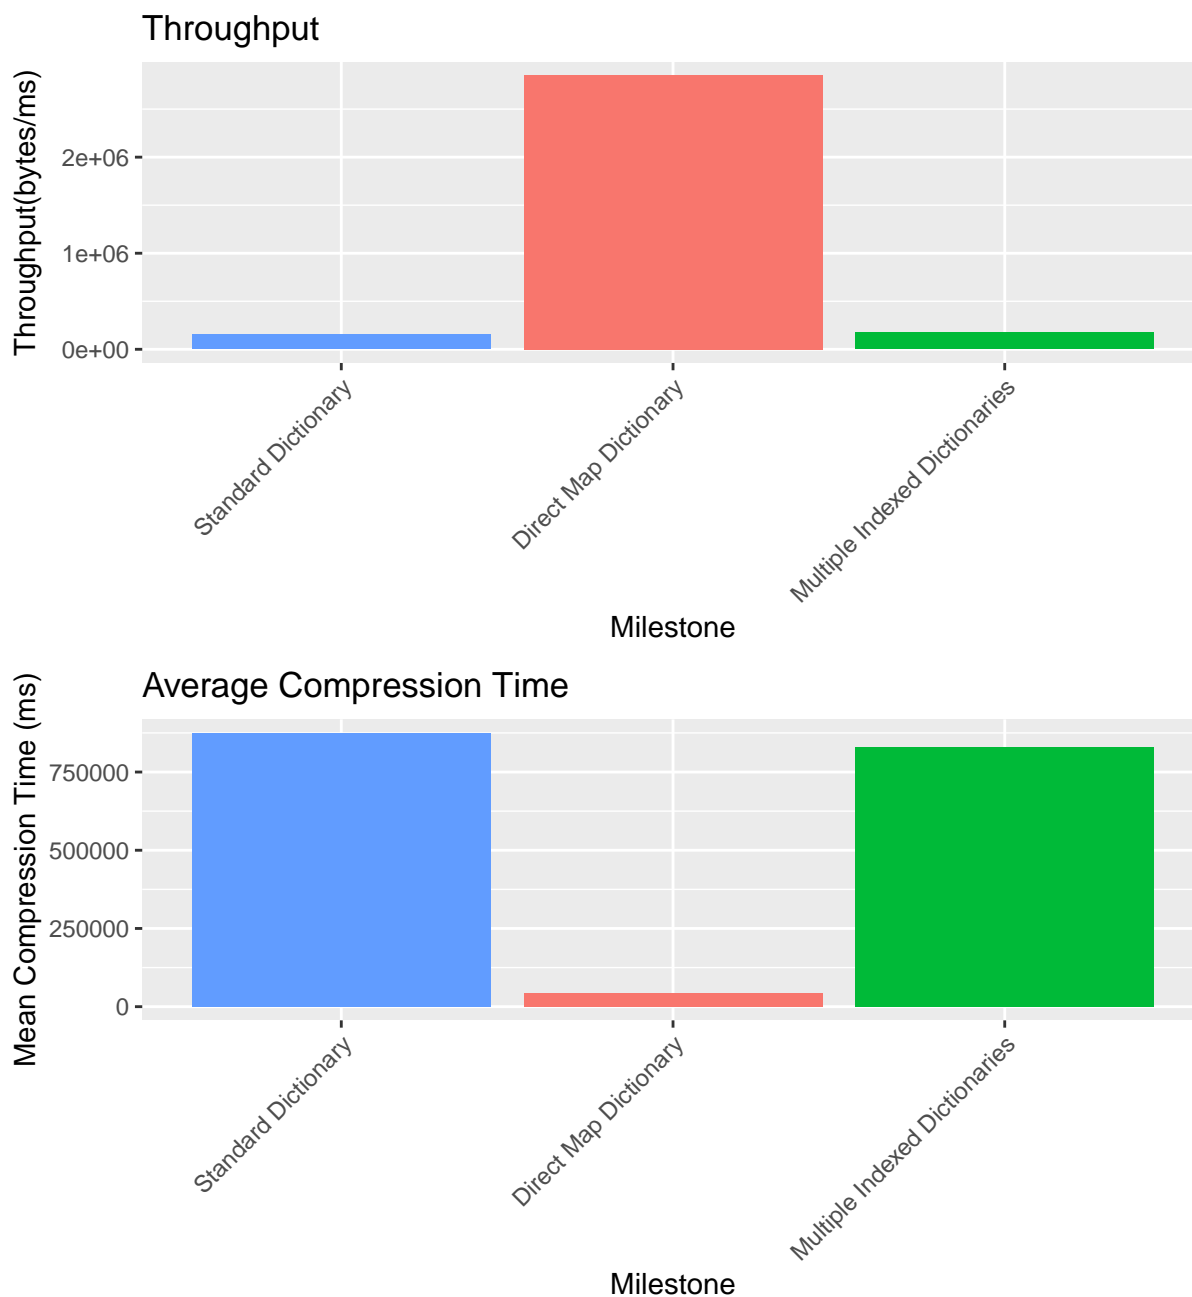 Throughput
Throughput(bytes/ms)
2e+06
1e+06
0e+00
Standard Dictionary
Direct Map Dictionary
Multiple Indexed Dictionaries
Milestone
Average Compression Time
Mean Compression Time (ms)
750000
500000
250000
0
Standard Dictionary
Direct Map Dictionary
Multiple Indexed Dictionaries
Milestone